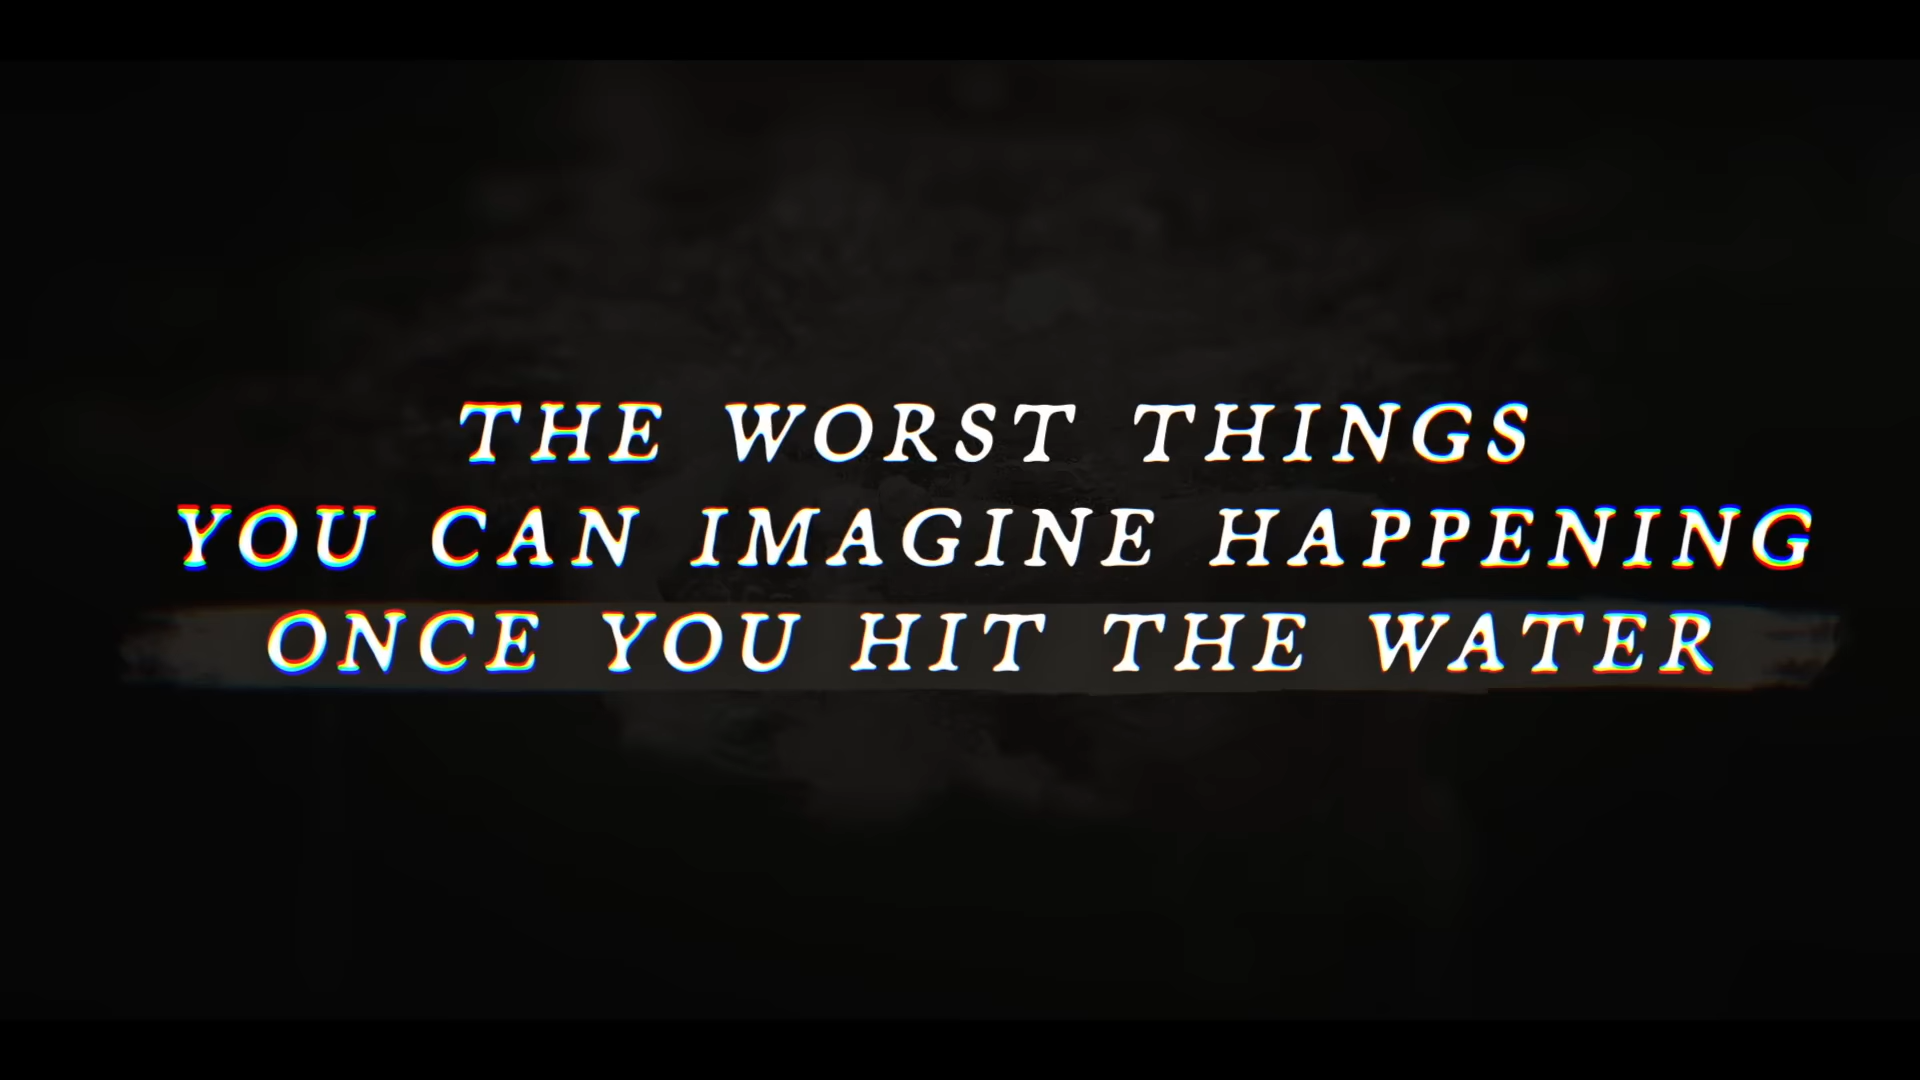 THE WORST THINGS
YOU CAN IMAGINE HAPPENING
ONCE YOU HIT THE WATER